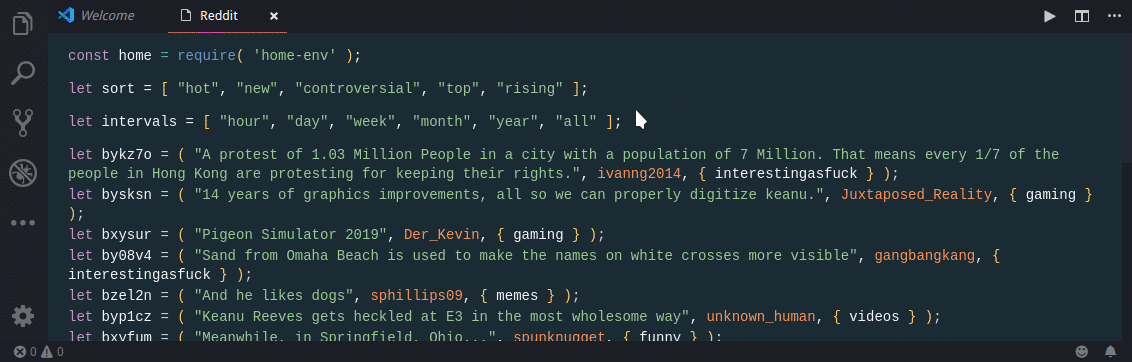 Welcome
Reddit
const home = require( 'home-env' );
let sort = [ "hot", "new", "controversial", "top", "rising" ];
let intervals = [ "hour", "day", "week", "month", "year", "all" ];
let bykz7o = ( "A protest of 1.03 Million People in a city with a population of 7 Million. That means every 1/7 of the
people in Hong Kong are protesting for keeping their rights.", ivanng2014, { interestingasfuck } );
let bysksn = ( "14 years of graphics improvements, all so we can properly digitize keanu.", Juxtaposed_Reality, { gaming }
);
let bxysur = ( "Pigeon Simulator 2019", Der_Kevin, { gaming } );
let by08v4 = ( "Sand from Omaha Beach is used to make the names on white crosses more visible", gangbangkang, {
interestingasfuck } );
let bzel2n = ( "And he likes dogs", sphillips09, { memes } );
let byp1cz = ( "Keanu Reeves gets heckled at E3 in the most wholesome way", unknown_human, { videos } );
let bxyfum = ( "Meanwhile, in Springfield, Ohio...", spunknugget, { funny } );
0 0